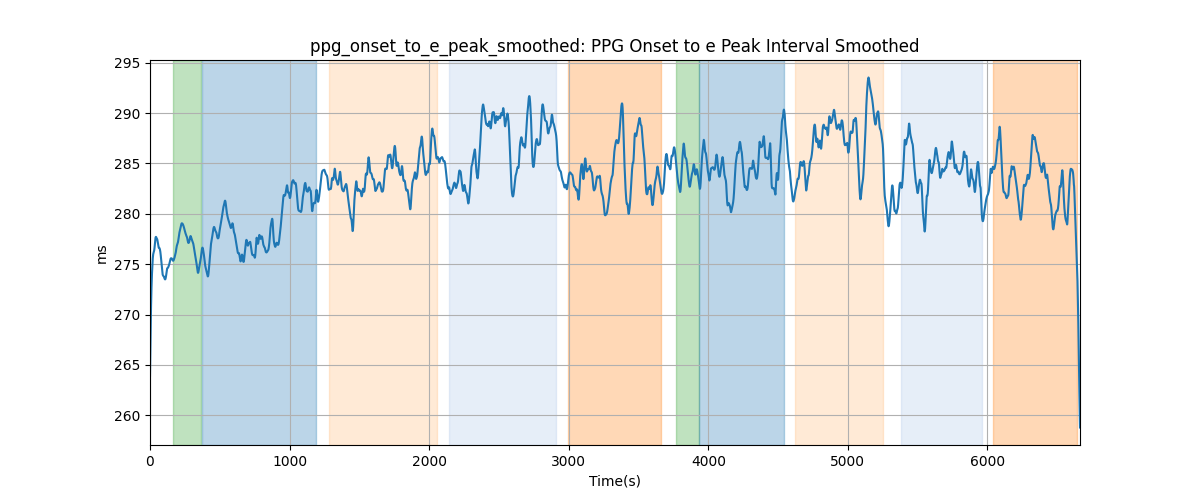 ppg_onset_to_e_peak_smoothed: PPG Onset to e Peak Interval Smoothed
295
290
285
280
275
270
265
260
ms
0 1000 2000 3000 4000 5000 6000
Time(s)